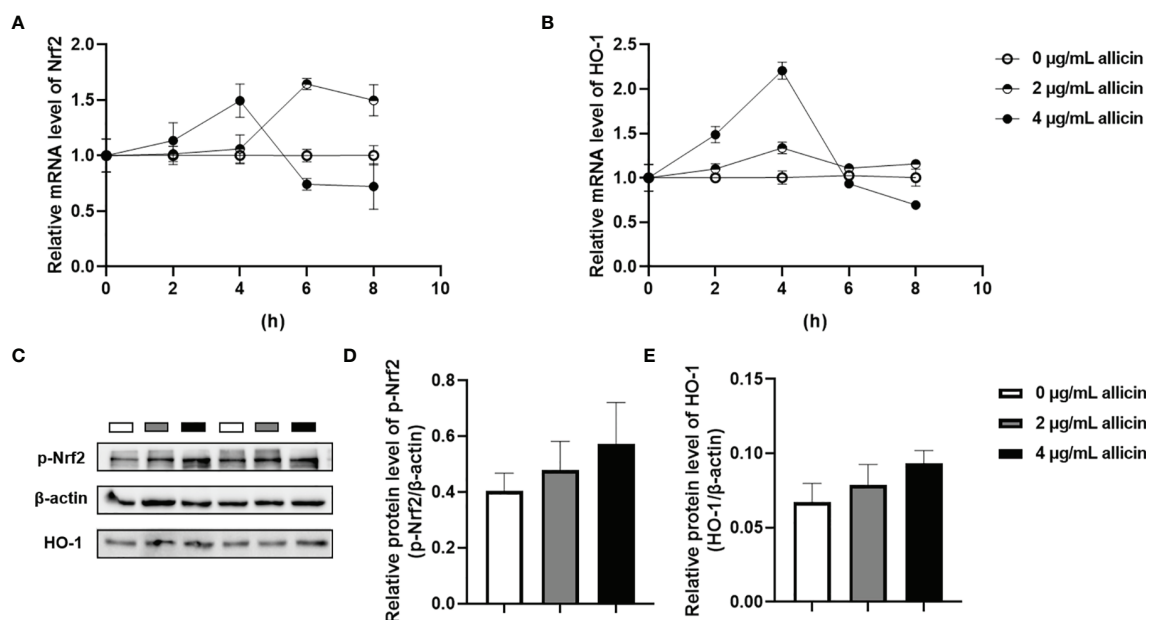 A
Relative mRNA level of Nrf2
2.0
1.5
1.0
0.5
0.0
0 2 4 6 8 10
(h)
B
Relative mRNA level of HO-1
2.5
2.0
1.5
1.0
0.5
0.0
0 2 4 6 8 10
(h)
0 μg/mL allicin
2 μg/mL allicin
4 μg/mL allicin
C
p-Nrf2
β-actin
HO-1
D
Relative protein level of p-Nrf2
(p-Nrf2/β-actin)
0.8
0.6
0.4
0.2
0.0
E
Relative protein level of HO-1
(HO-1/β-actin)
0.15
0.10
0.05
0.00
0 μg/mL allicin
2 μg/mL allicin
4 μg/mL allicin